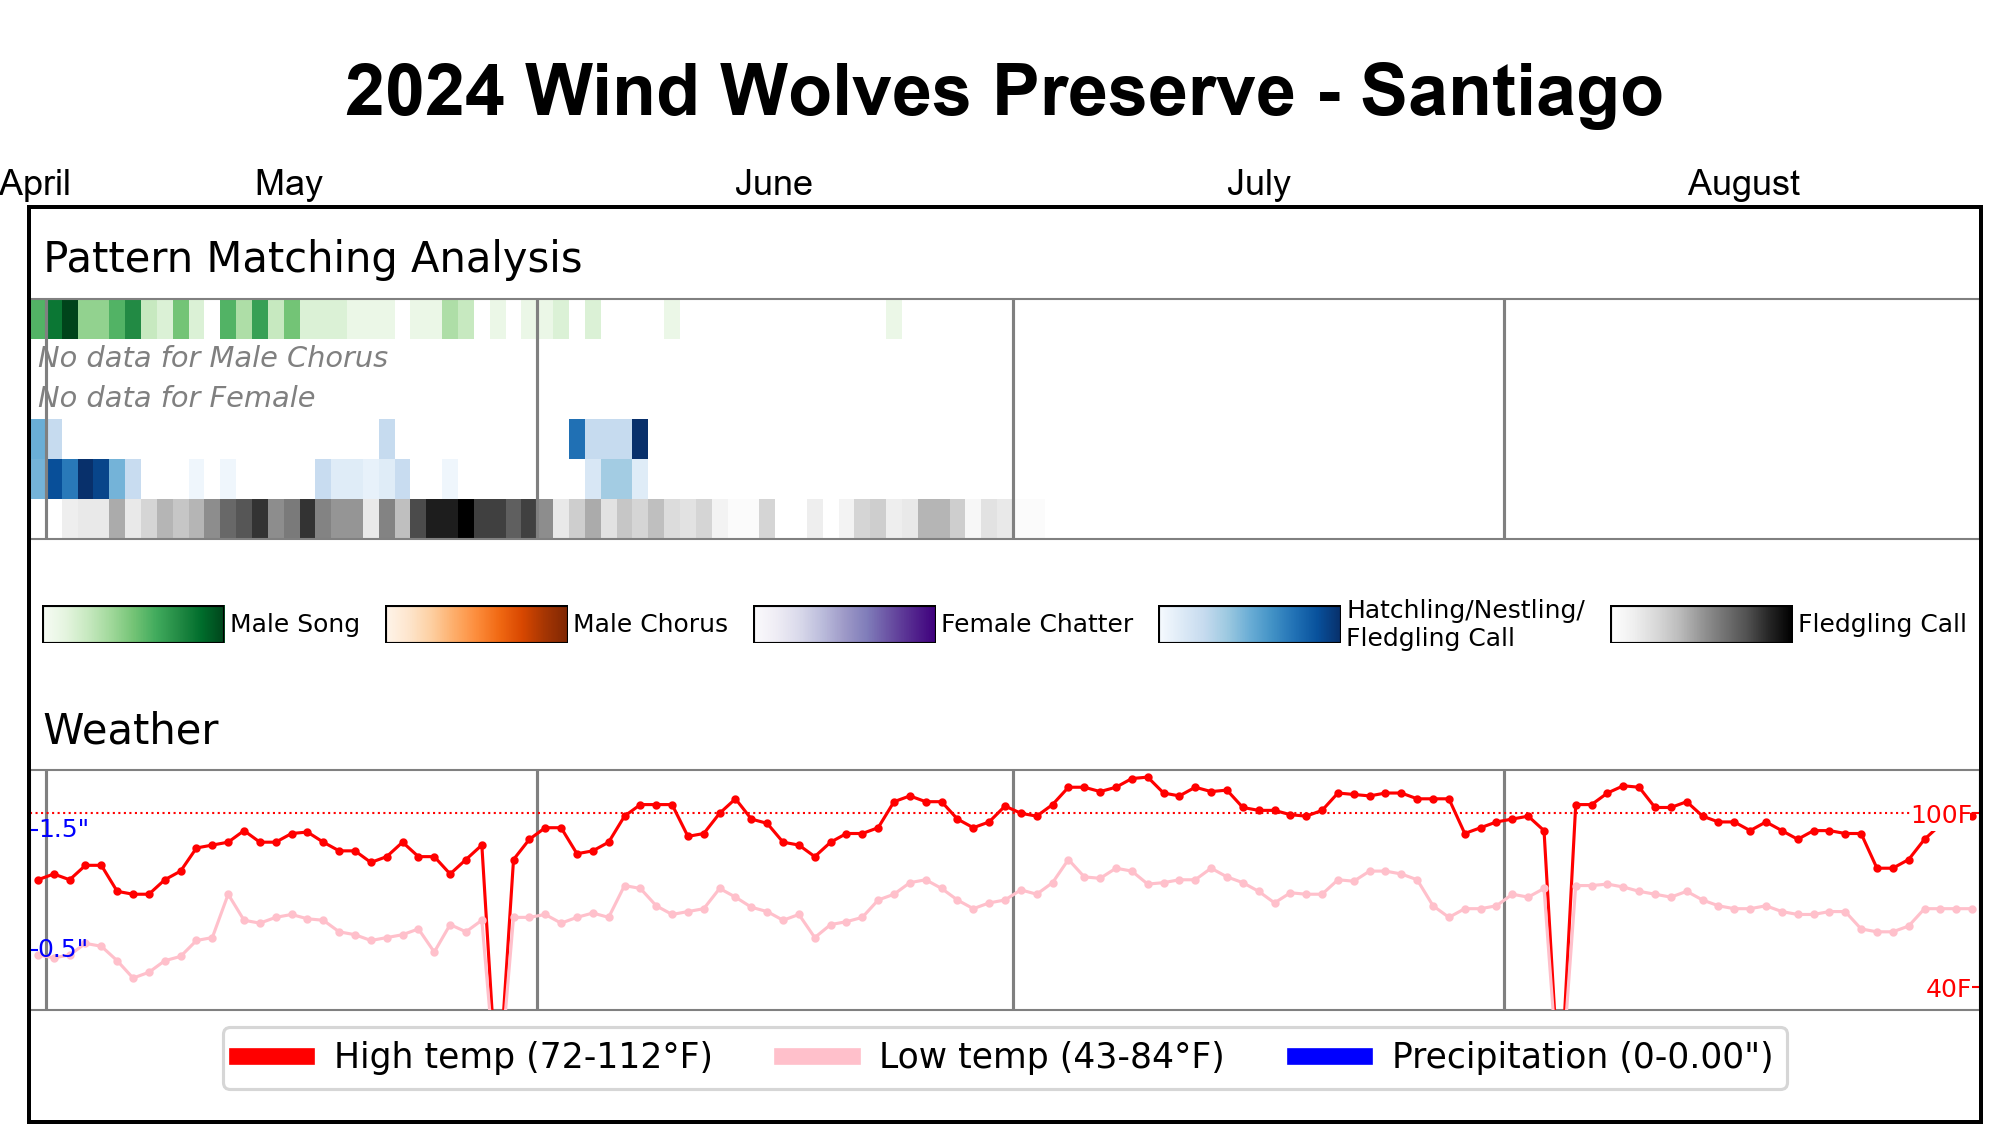 2024 Wind Wolves Preserve - Santiago
April May June July August
Pattern Matching Analysis
No data for Male Chorus
No data for Female
Male Song Male Chorus Female Chatter Hatchling/Nestling/
Fledgling Call Fledgling Call
Weather
1.5" 100F
0.5" 40F
High temp (72-112°F) Low temp (43-84°F) Precipitation (0-0.00")